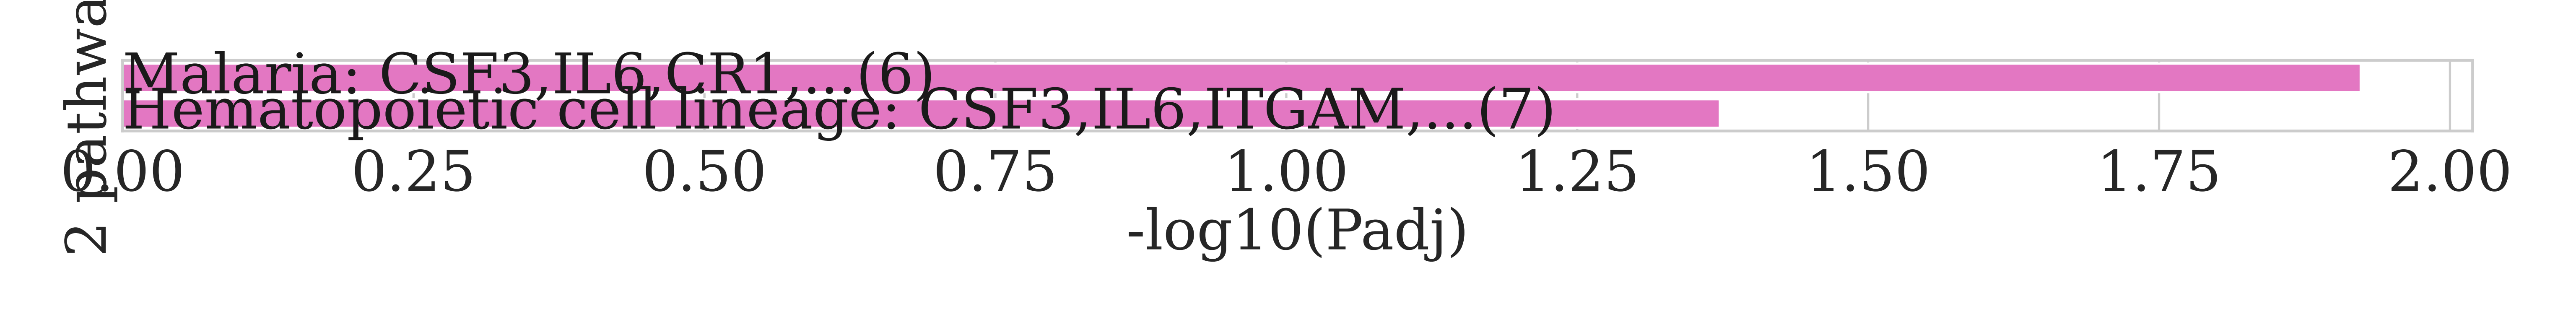 2 pathwa
Malaria: CSF3,IL6,CR1,...(6)
Hematopoietic cell lineage: CSF3,IL6,ITGAM,...(7)
0.00 0.25 0.50 0.75 1.00 1.25 1.50 1.75 2.00
-log10(Padj)